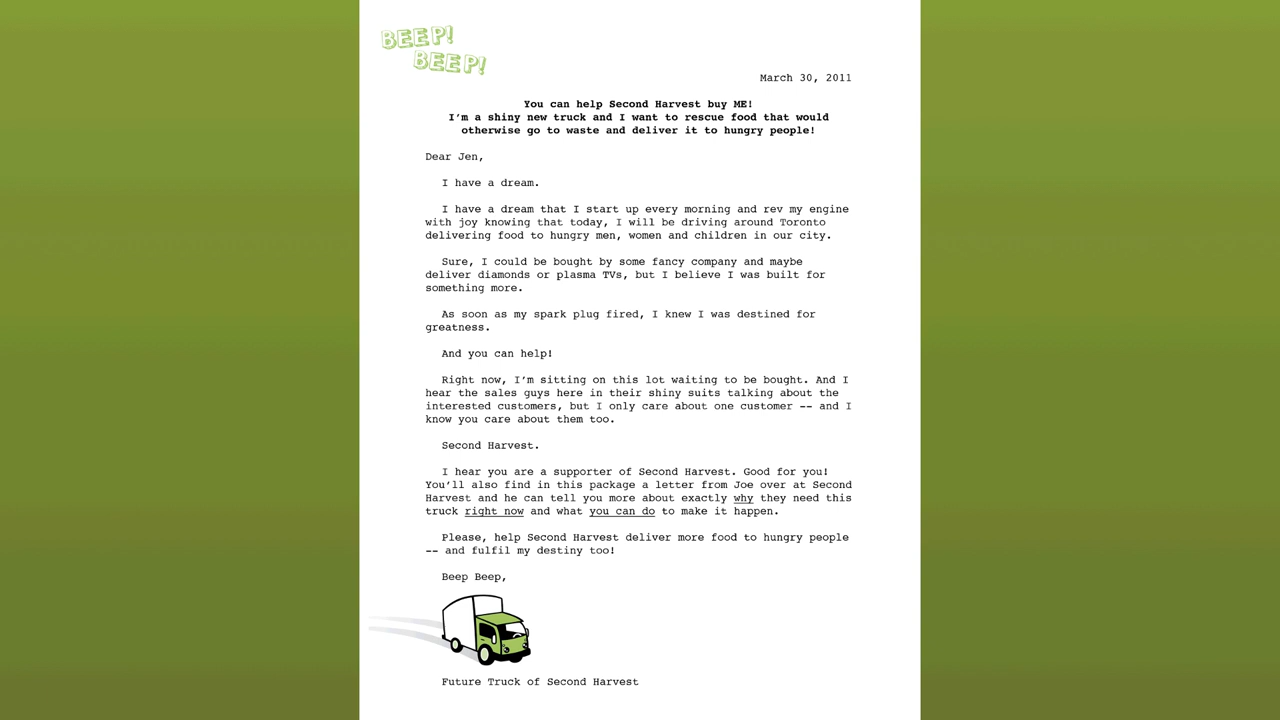 BEEP!
BEEP!
March 30, 2011
You can help Second Harvest buy ME!
I'm a shiny new truck and I want to rescue food that would
otherwise go to waste and deliver it to hungry people!
Dear Jen,
I have a dream.
I have a dream that I start up every morning and rev my engine
with joy knowing that today, I will be driving around Toronto
delivering food to hungry men, women and children in our city.
Sure, I could be bought by some fancy company and maybe
deliver diamonds or plasma TVs, but I believe I was built for
something more.
As soon as my spark plug fired, I knew I was destined for
greatness.
And you can help!
Right now, I'm sitting on this lot waiting to be bought. And I
hear the sales guys here in their shiny suits talking about the
interested customers, but I only care about one customer -- and I
know you care about them too.
Second Harvest.
I hear you are a supporter of Second Harvest. Good for you!
You'll also find in this package a letter from Joe over at Second
Harvest and he can tell you more about exactly why they need this
truck right now and what you can do to make it happen.
Please, help Second Harvest deliver more food to hungry people
-- and fulfil my destiny too!
Beep Beep,
Future Truck of Second Harvest